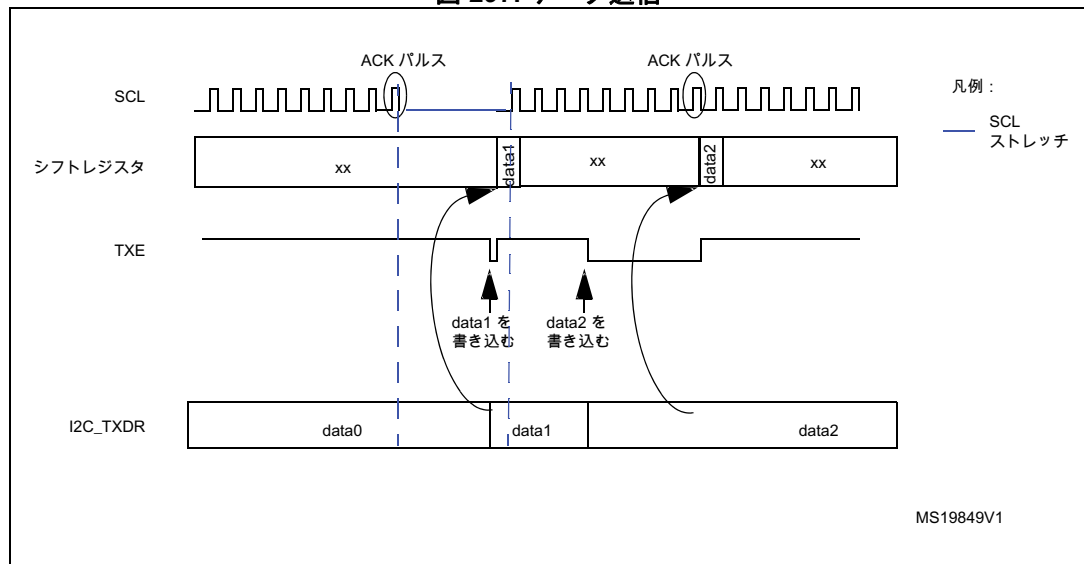 ACK パルス
ACK パルス
SCL
凡例：
SCL
ストレッチ
シフトレジスタ
xx
data1
xx
data2
xx
TXE
data1 を
書き込む
data2 を
書き込む
I2C_TXDR
data0
data1
data2
MS19849V1